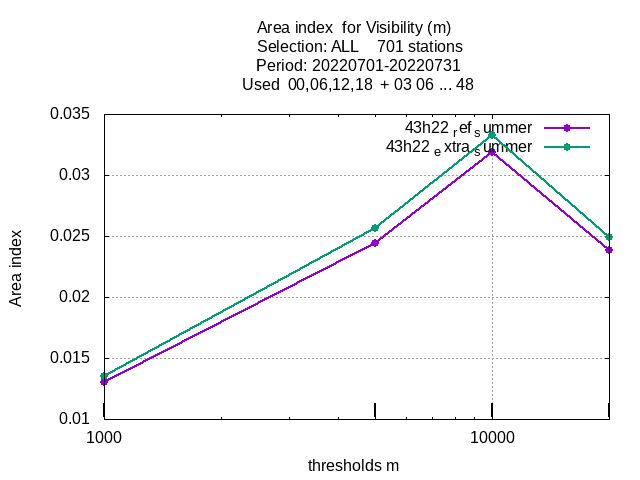 Area index  for Visibility (m)
Selection: ALL    701 stations
Period: 20220701-20220731
Used  00,06,12,18  + 03 06 ... 48
0.035
43h22 ref summer
43h22 extra summer
0.03
0.025
Area index
0.02
0.015
0.01
1000 10000
thresholds m